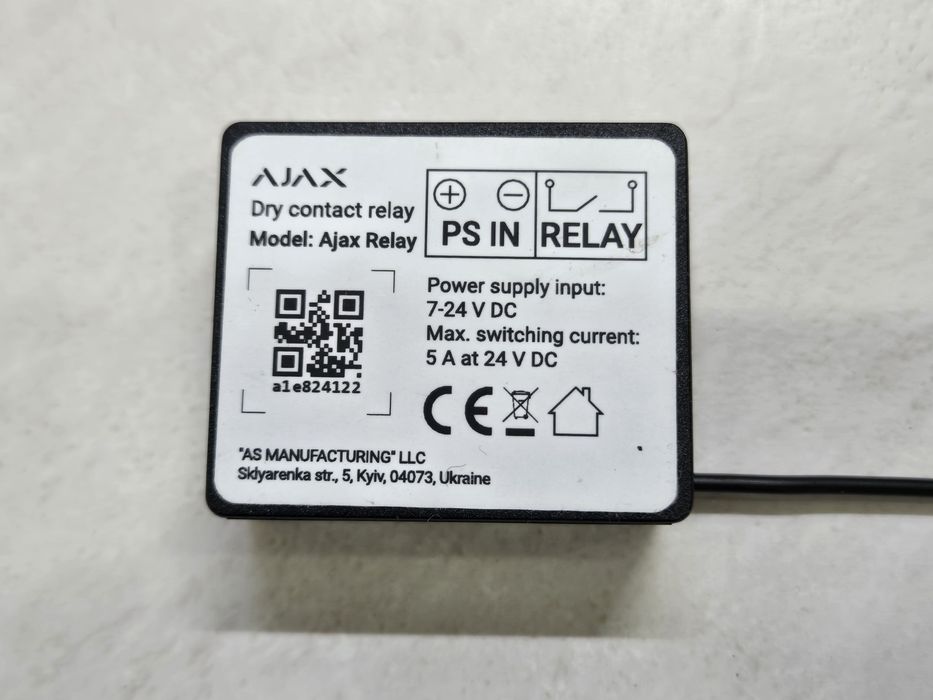 AJAX
Dry contact relay
Model: Ajax Relay
PS IN
RELAY
Power supply input:
7-24 V DC
Max. switching current:
5 A at 24 V DC
a1e824122
CE
"AS MANUFACTURING" LLC
Sklyarenka str., 5, Kyiv, 04073, Ukraine